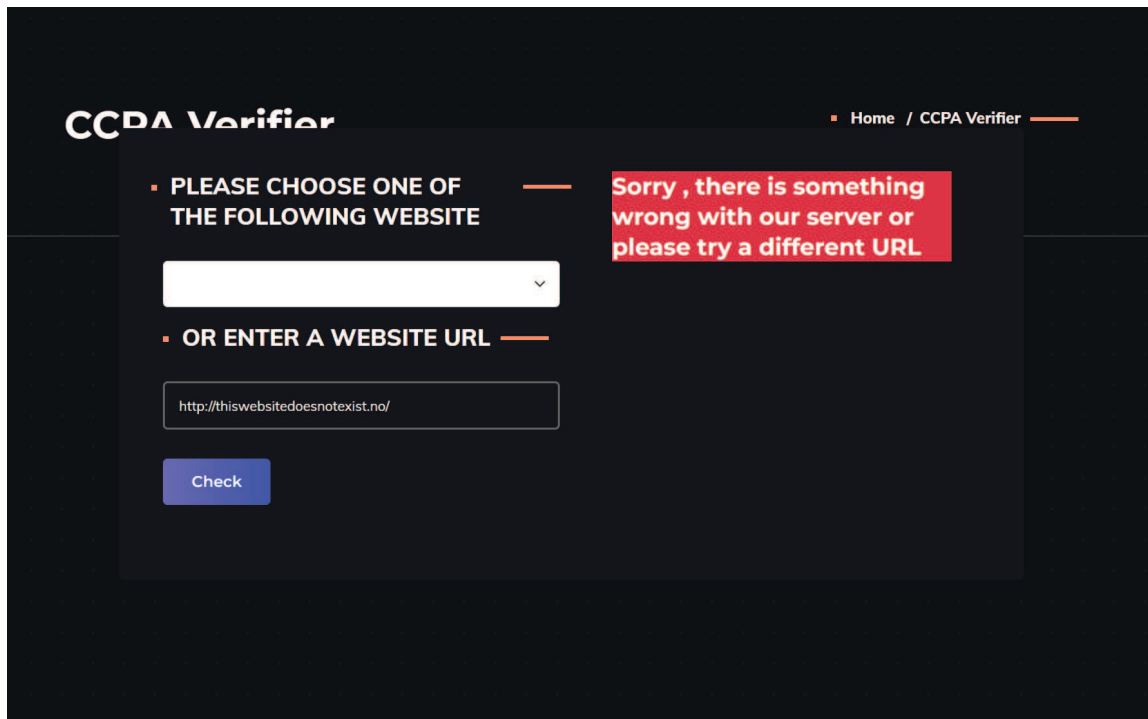 CCPA Verifier
Home / CCPA Verifier
PLEASE CHOOSE ONE OF
THE FOLLOWING WEBSITE
OR ENTER A WEBSITE URL
http://thiswebsitedoesnotexist.no/
Check
Sorry , there is something
wrong with our server or
please try a different URL